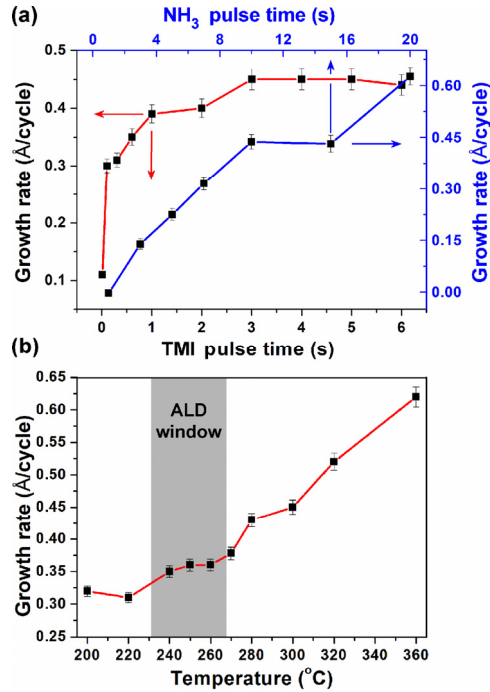 (a)
NH3 pulse time (s)
0 4 8 12 16 20
Growth rate (Å/cycle)
0.5
0.4
0.3
0.2
0.1
0.60
0.45
0.30
0.15
0.00
Growth rate (Å/cycle)
0 1 2 3 4 5 6
TMI pulse time (s)
(b)
Growth rate (Å/cycle)
0.65
0.60
0.55
0.50
0.45
0.40
0.35
0.30
0.25
ALD
window
200 220 240 260 280 300 320 340 360
Temperature (oC)